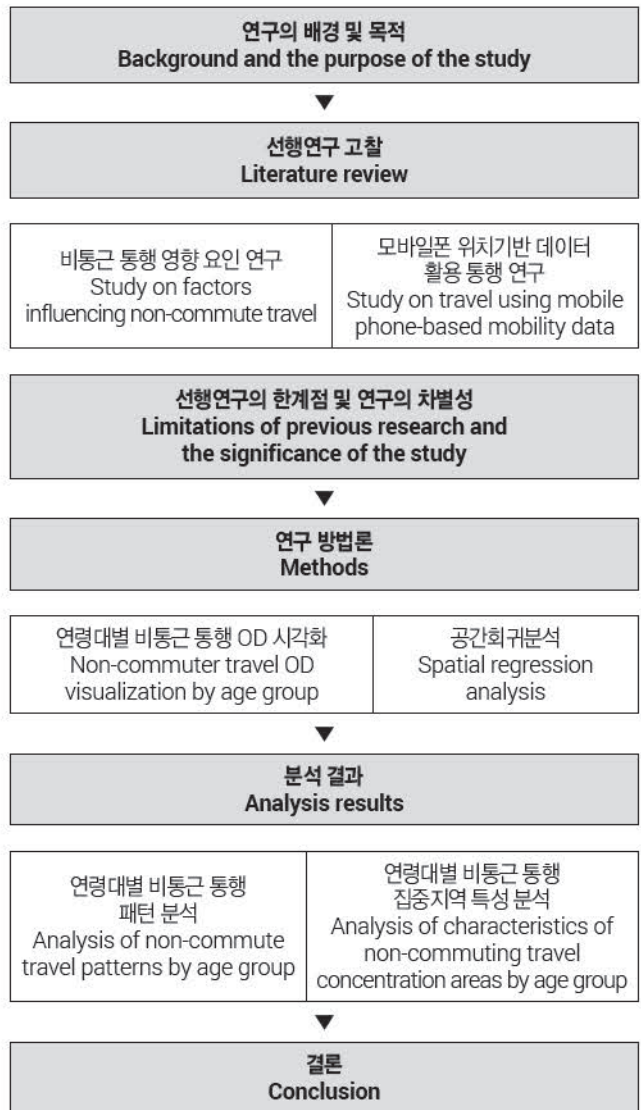 연구의 배경 및 목적
Background and the purpose of the study
▼
선행연구 고찰
Literature review
비통근 통행 영향 요인 연구
Study on factors
influencing non-commute travel
모바일폰 위치기반 데이터
활용 통행 연구
Study on travel using mobile
phone-based mobility data
선행연구의 한계점 및 연구의 차별성
Limitations of previous research and
the significance of the study
▼
연구 방법론
Methods
연령대별 비통근 통행 OD 시각화
Non-commuter travel OD
visualization by age group
공간회귀분석
Spatial regression
analysis
▼
분석 결과
Analysis results
연령대별 비통근 통행
패턴 분석
Analysis of non-commute
travel patterns by age group
연령대별 비통근 통행
집중지역 특성 분석
Analysis of characteristics of
non-commuting travel
concentration areas by age group
▼
결론
Conclusion